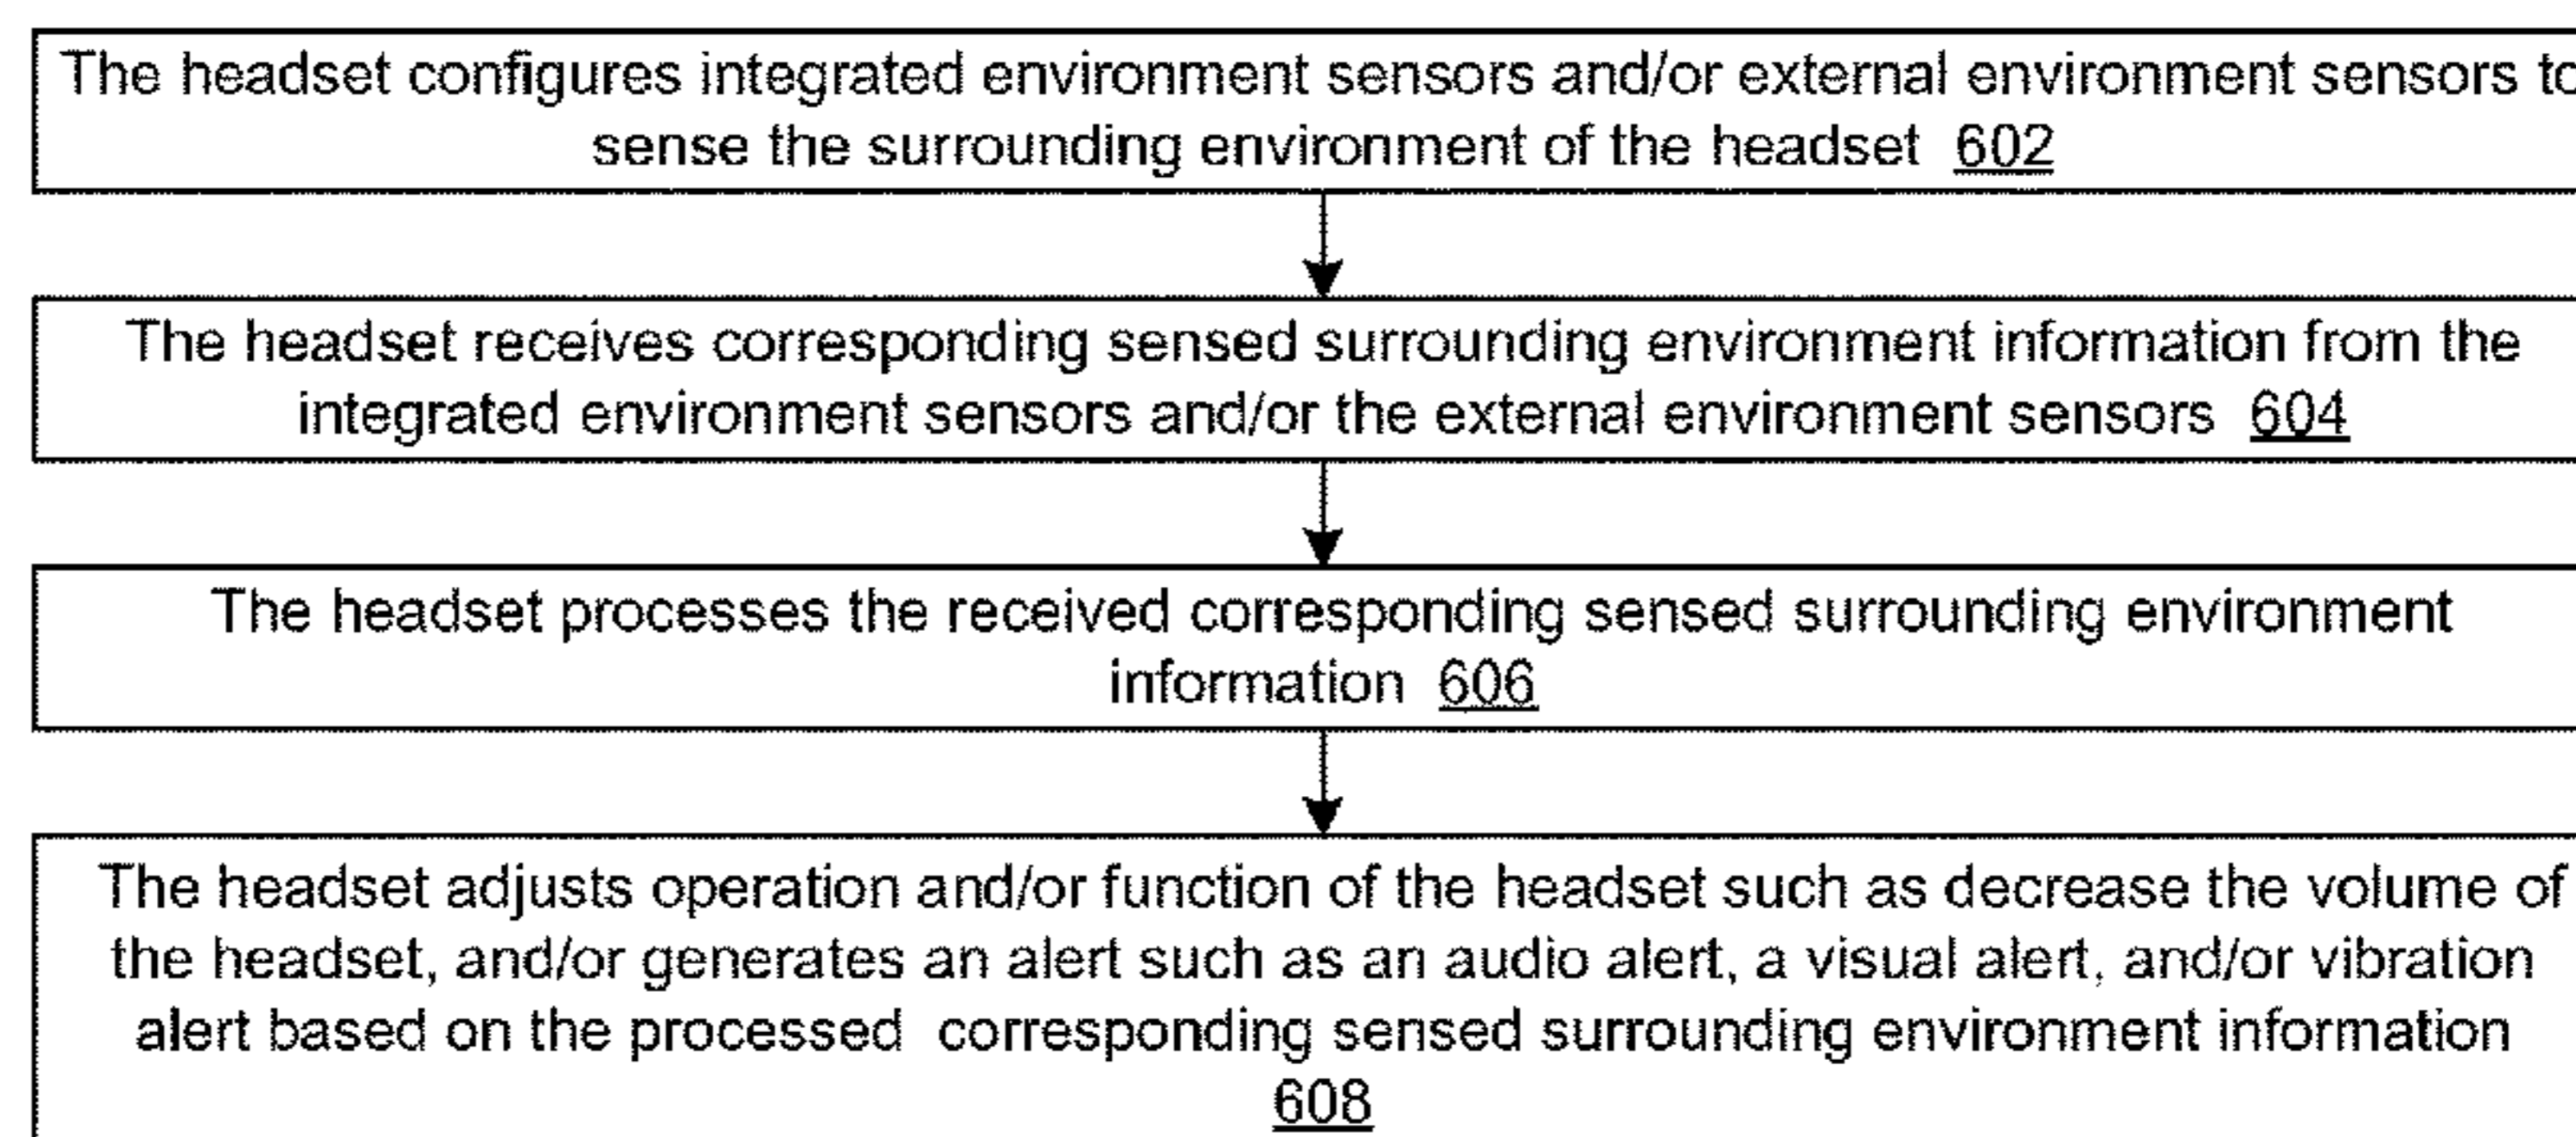 The headset configures integrated environment sensors and/or external environment sensors to
sense the surrounding environment of the headset 602
The headset receives corresponding sensed surrounding environment information from the
integrated environment sensors and/or the external environment sensors 604
The headset processes the received corresponding sensed surrounding environment
information 606
The headset adjusts operation and/or function of the headset such as decrease the volume of
the headset, and/or generates an alert such as an audio alert, a visual alert, and/or vibration
alert based on the processed corresponding sensed surrounding environment information
608